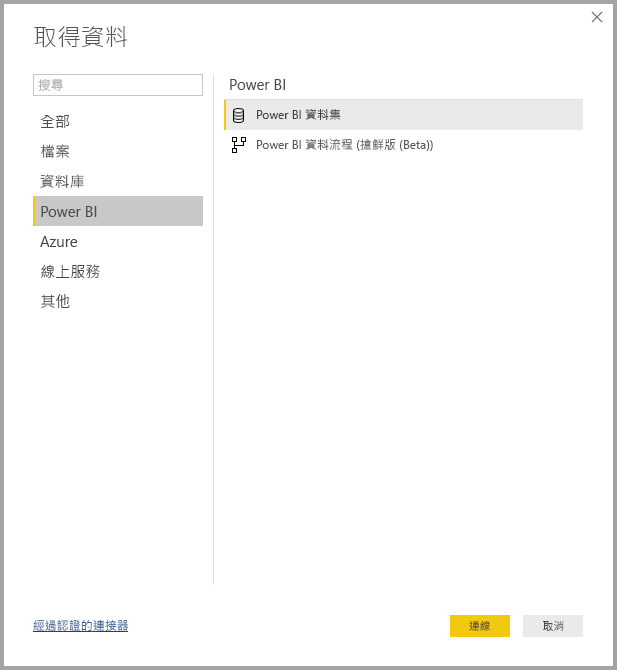 取得資料
搜尋
全部
檔案
資料庫
Power BI
Azure
線上服務
其他
Power BI
Power BI 資料集
Power BI 資料流程 (搶鮮版 (Beta))
經過認證的連接器
連線
取消